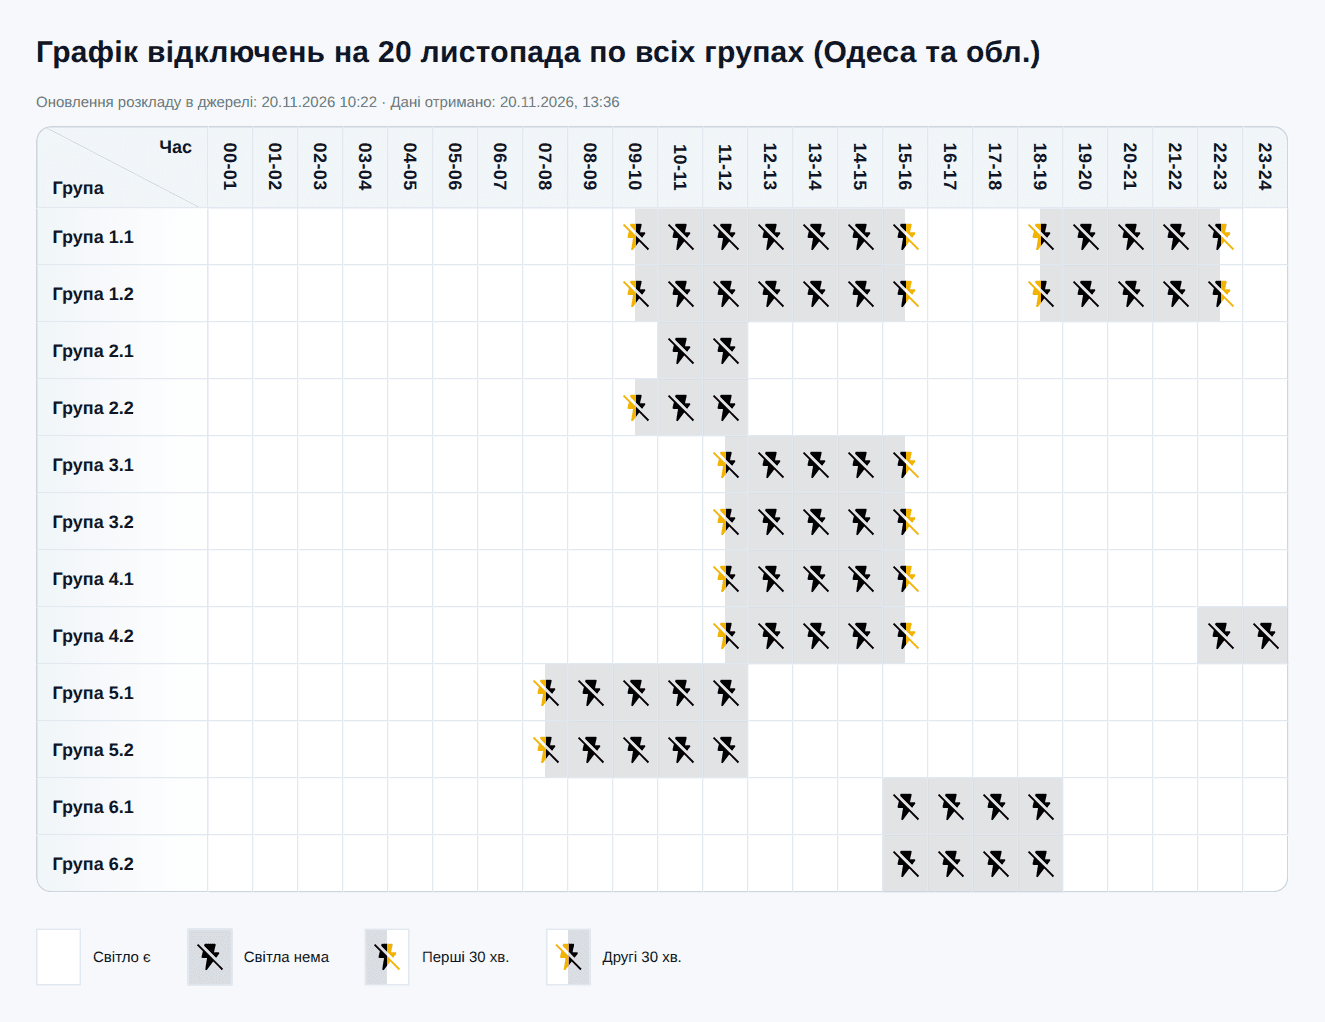 Графік відключень на 20 листопада по всіх групах (Одеса та обл.)
Оновлення розкладу в джерелі: 20.11.2026 10:22 · Дані отримано: 20.11.2026, 13:36
Час
Група
00-01 01-02 02-03 03-04 04-05 05-06 06-07 07-08 08-09 09-10 10-11 11-12 12-13 13-14 14-15 15-16 16-17 17-18 18-19 19-20 20-21 21-22 22-23 23-24
Група 1.1
Група 1.2
Група 2.1
Група 2.2
Група 3.1
Група 3.2
Група 4.1
Група 4.2
Група 5.1
Група 5.2
Група 6.1
Група 6.2
Світло є Світла нема Перші 30 хв. Другі 30 хв.